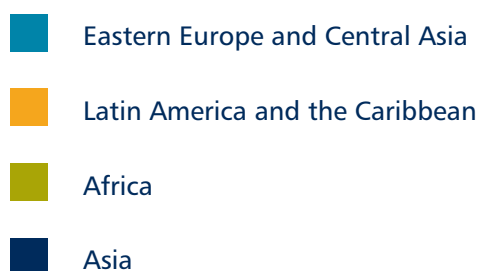 Eastern Europe and Central Asia
Latin America and the Caribbean
Africa
Asia